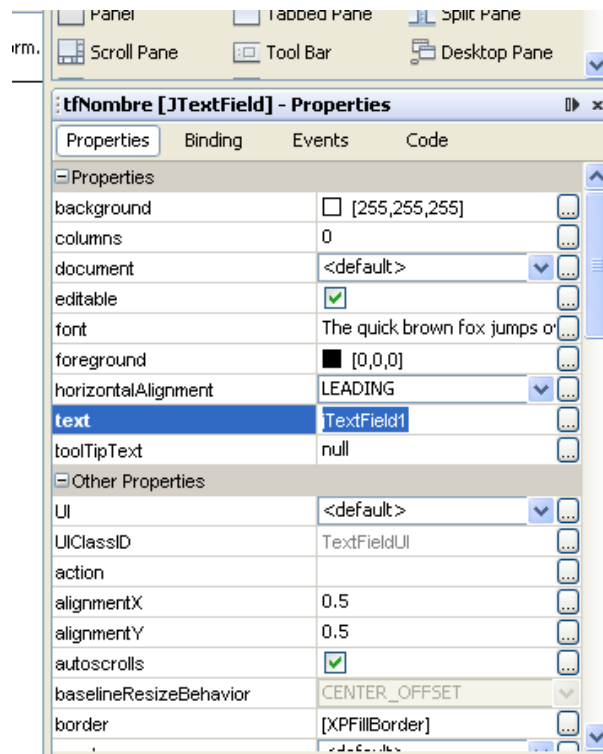 Panel Tabbed Pane Split Pane
orm. Scroll Pane Tool Bar Desktop Pane
tfNombre [JTextField] - Properties
Properties Binding Events Code
Properties
background [255,255,255] ...
columns 0 ...
document <default> ...
editable ...
font The quick brown fox jumps o ...
foreground [0,0,0] ...
horizontalAlignment LEADING ...
text jTextField1 ...
toolTipText null ...
Other Properties
UI <default> ...
UIClassID TextFieldUI ...
action ...
alignmentX 0.5 ...
alignmentY 0.5 ...
autoscrolls ...
baselineResizeBehavior CENTER_OFFSET
border [XPFillBorder] ...
<default>